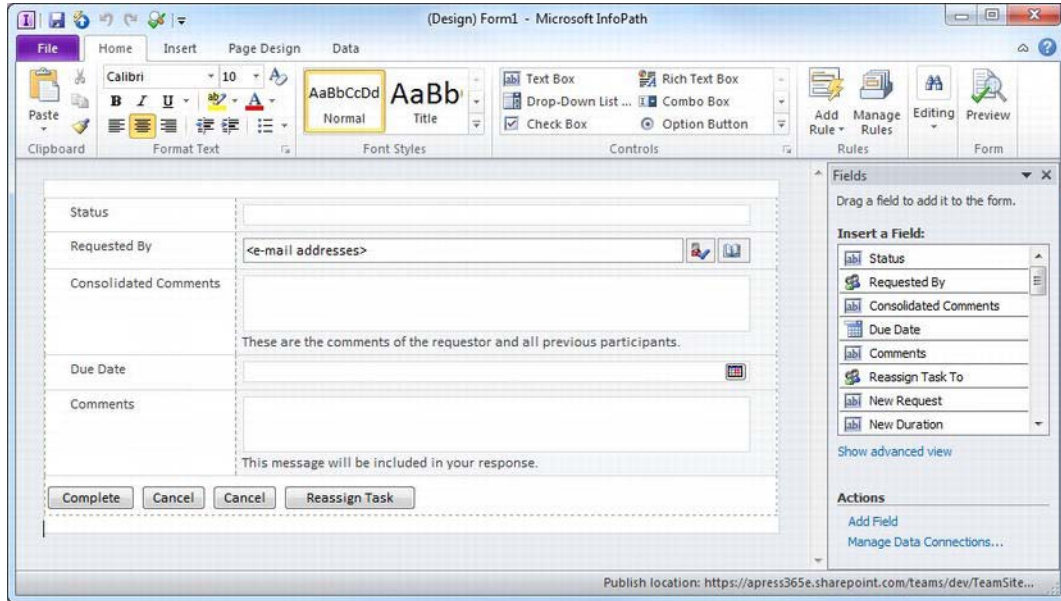 (Design) Form1 - Microsoft InfoPath
File Home Insert Page Design Data
Paste
Clipboard
Calibri 10
B I U
Format Text
AaBbCcDd AaBb
Normal Title
Font Styles
Text Box Rich Text Box
Drop-Down List ... Combo Box
Check Box Option Button
Controls
Add Rule Manage Rules
Rules
Editing
Preview
Form
Status
Requested By <e-mail addresses>
Consolidated Comments
These are the comments of the requestor and all previous participants.
Due Date
Comments
This message will be included in your response.
Complete Cancel Cancel Reassign Task
Fields
Drag a field to add it to the form.
Insert a Field:
Status
Requested By
Consolidated Comments
Due Date
Comments
Reassign Task To
New Request
New Duration
Show advanced view
Actions
Add Field
Manage Data Connections...
Publish location: https://apress365e.sharepoint.com/teams/dev/TeamSite...